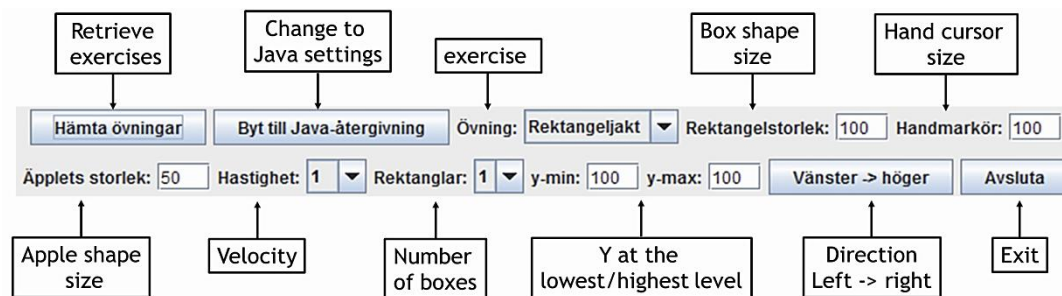 Retrieve
exercises
Change to
Java settings
exercise
Box shape
size
Hand cursor
size
Hämta övningar Byt till Java-återgivning Övning: Rektangeljakt Rektangelstorlek: 100 Handmarkör: 100
Äpplets storlek: 50 Hastighet: 1 Rektanglar: 1 y-min: 100 y-max: 100 Vänster -> höger Avsluta
Apple shape
size
Velocity
Number
of boxes
Y at the
lowest/highest level
Direction
Left -> right
Exit